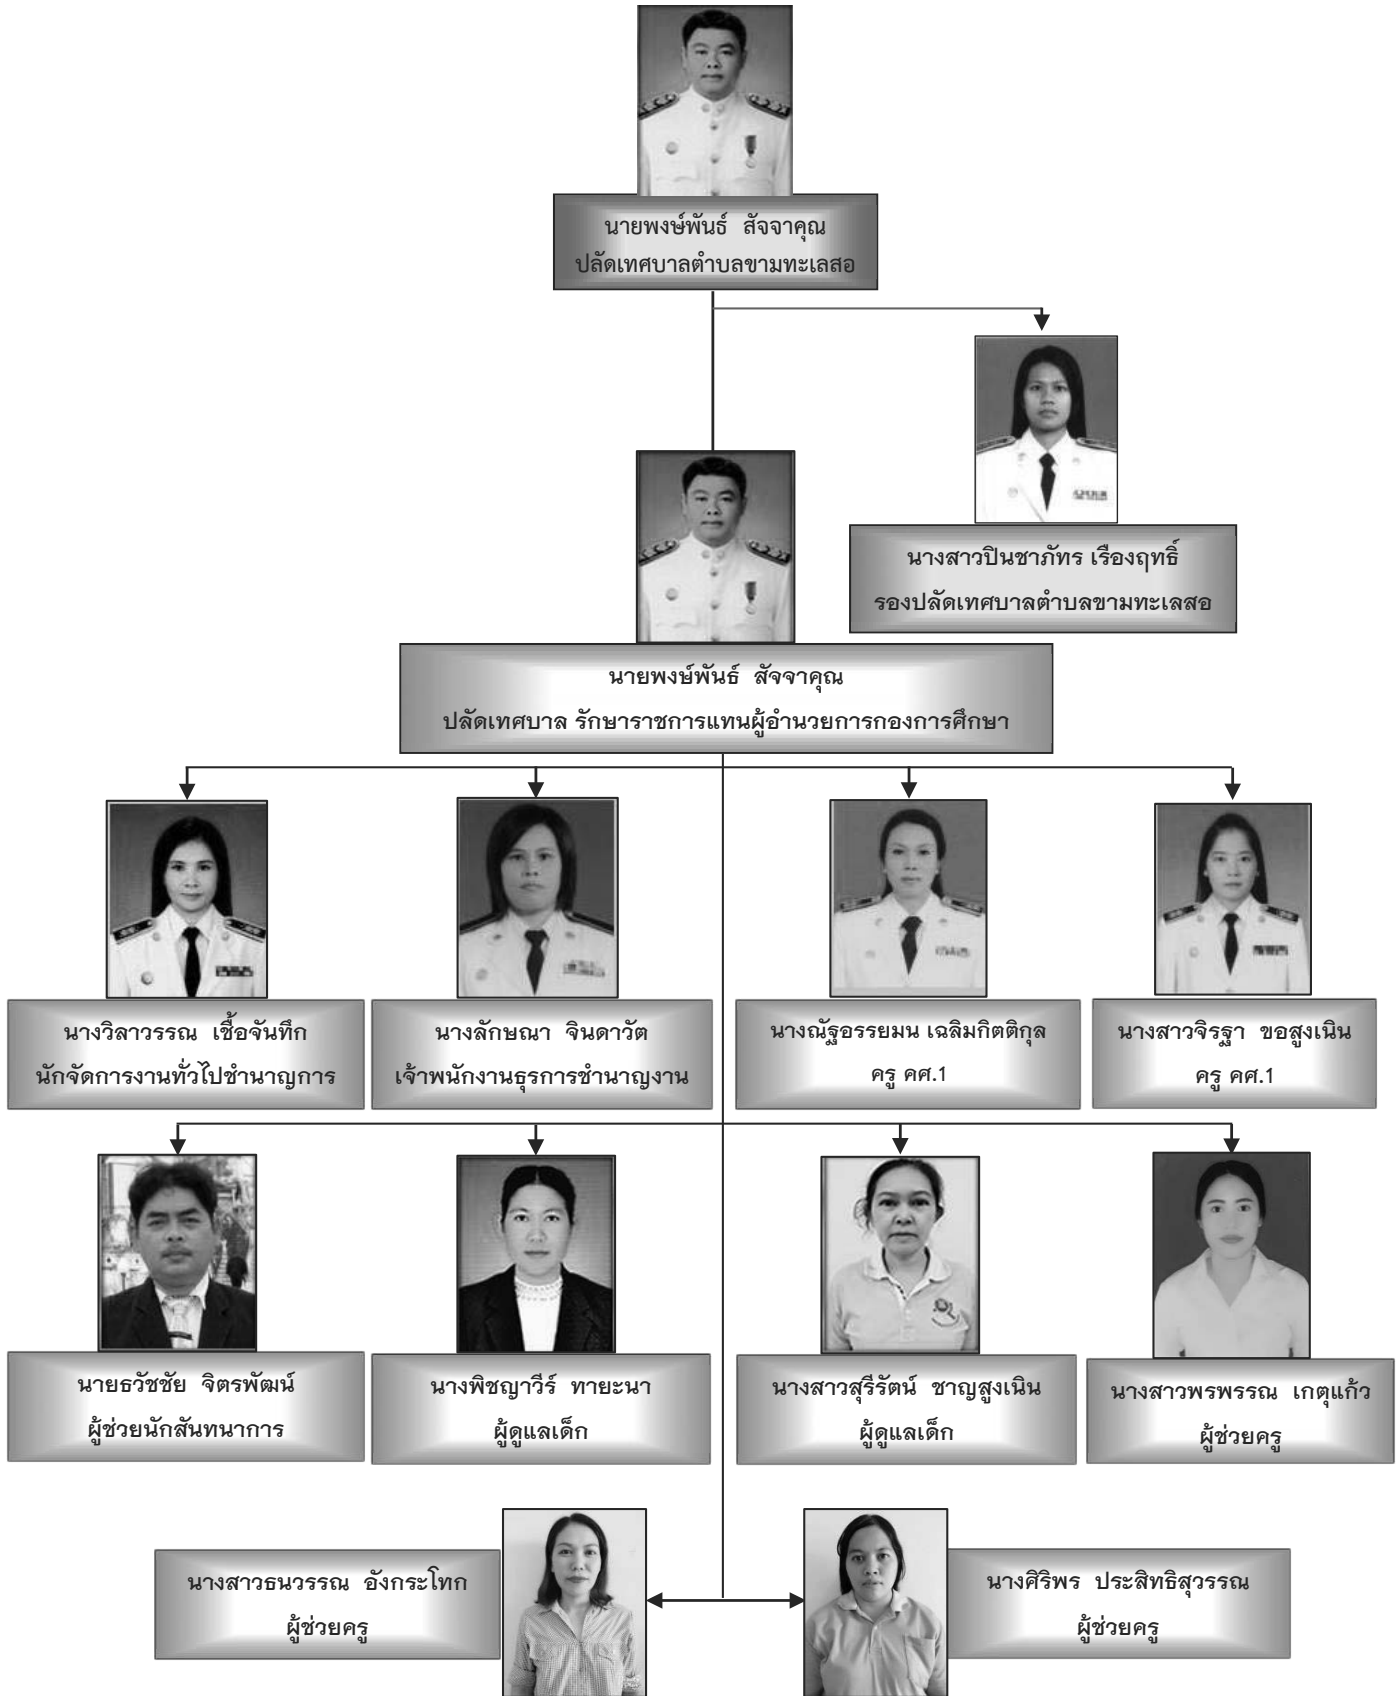 นายพงษ์พันธ์ สัจจาคุณ
ปลัดเทศบาลตำบลขามทะเลสอ
นางสาวปินชาภัทร เรืองฤทธิ์
รองปลัดเทศบาลตำบลขามทะเลสอ
นายพงษ์พันธ์ สัจจาคุณ
ปลัดเทศบาล รักษาราชการแทนผู้อำนวยการกองการศึกษา
นางวิลาวรรณ เชื้อจันทึก
นักจัดการงานทั่วไปชำนาญการ
นางลักษณา จินดาวัต
เจ้าพนักงานธุรการชำนาญงาน
นางณัฐอรรยมน เฉลิมกิตติกุล
ครู คศ.1
นางสาวจิรฐา ขอสูงเนิน
ครู คศ.1
นายธวัชชัย จิตรพัฒน์
ผู้ช่วยนักสันทนาการ
นางพิชญาวีร์ ทายะนา
ผู้ดูแลเด็ก
นางสาวสุรีรัตน์ ชาญสูงเนิน
ผู้ดูแลเด็ก
นางสาวพรพรรณ เกตุแก้ว
ผู้ช่วยครู
นางสาวธนวรรณ อังกระโทก
ผู้ช่วยครู
นางศิริพร ประสิทธิสุวรรณ
ผู้ช่วยครู